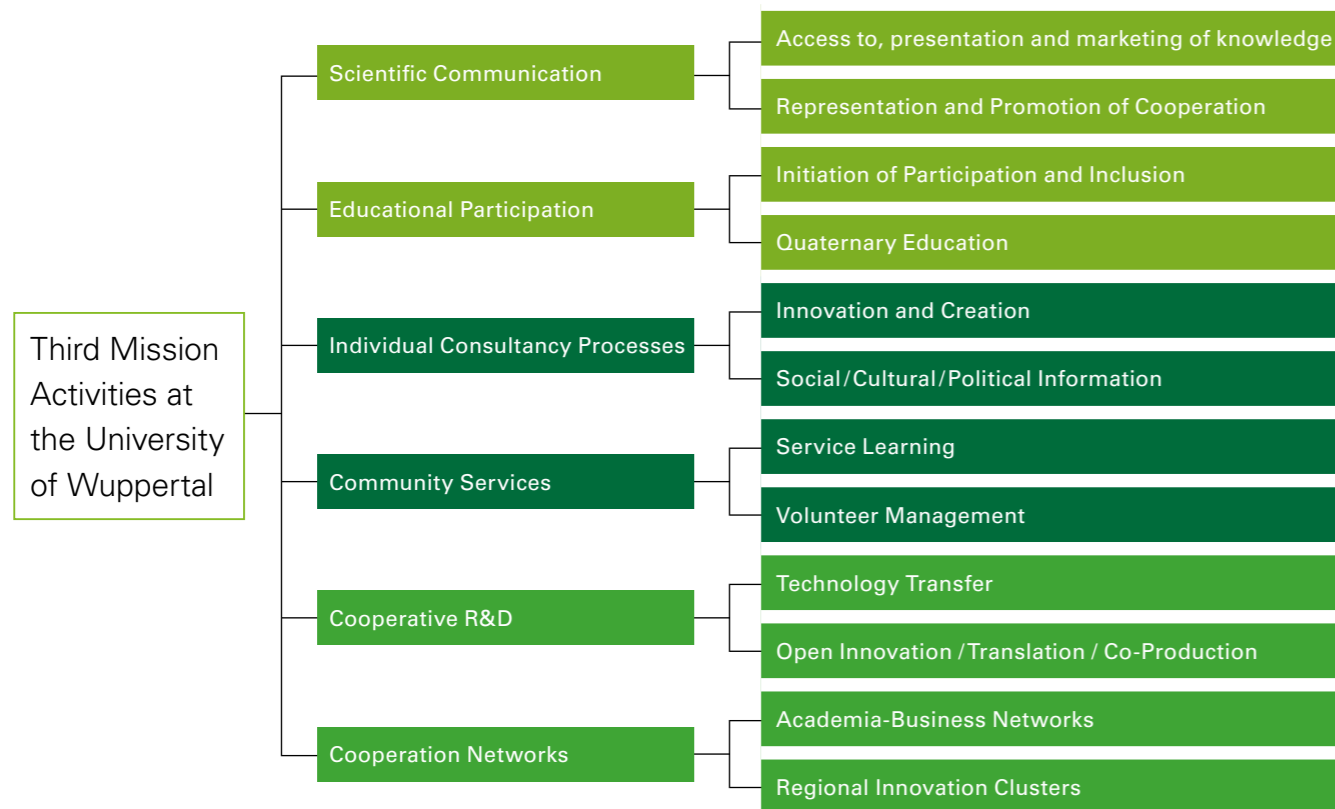 Third Mission
Activities at
the University
of Wuppertal
Scientific Communication
Access to, presentation and marketing of knowledge
Representation and Promotion of Cooperation
Educational Participation
Initiation of Participation and Inclusion
Quaternary Education
Individual Consultancy Processes
Innovation and Creation
Social/Cultural/Political Information
Community Services
Service Learning
Volunteer Management
Cooperative R&D
Technology Transfer
Open Innovation / Translation / Co-Production
Cooperation Networks
Academia-Business Networks
Regional Innovation Clusters